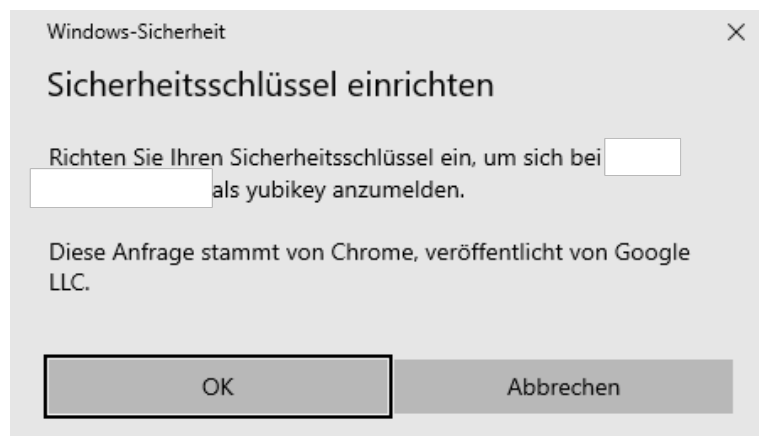 Windows-Sicherheit
Sicherheitsschlüssel einrichten
Richten Sie Ihren Sicherheitsschlüssel ein, um sich bei
als yubikey anzumelden.
Diese Anfrage stammt von Chrome, veröffentlicht von Google
LLC.
OK
Abbrechen